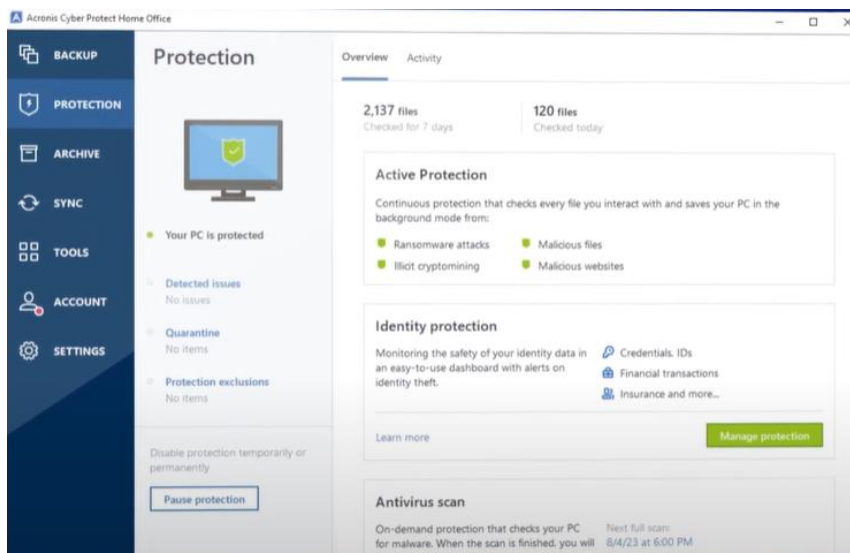 Acronis Cyber Protect Home Office
BACKUP
PROTECTION
ARCHIVE
SYNC
TOOLS
ACCOUNT
SETTINGS
Protection
Your PC is protected
Detected issues
No issues
Quarantine
No items
Protection exclusions
No items
Disable protection temporarily or
permanently
Pause protection
Overview Activity
2,137 files
Checked for 7 days
120 files
Checked today
Active Protection
Continuous protection that checks every file you interact with and saves your PC in the
background mode from:
Ransomware attacks
Malicious files
Illicit cryptomining
Malicious websites
Identity protection
Monitoring the safety of your identity data in
an easy-to-use dashboard with alerts on
identity theft.
Credentials, IDs
Financial transactions
Insurance and more...
Learn more
Manage protection
Antivirus scan
On-demand protection that checks your PC
for malware. When the scan is finished, you will
Next full scan:
8/4/23 at 6:00 PM